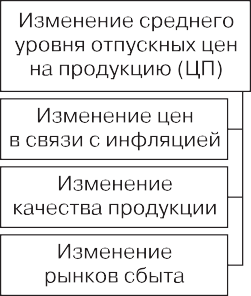 Изменение среднего
уровня отпускных цен
на продукцию (ЦП)
Изменение цен
в связи с инфляцией
Изменение
качества продукции
Изменение
рынков сбыта